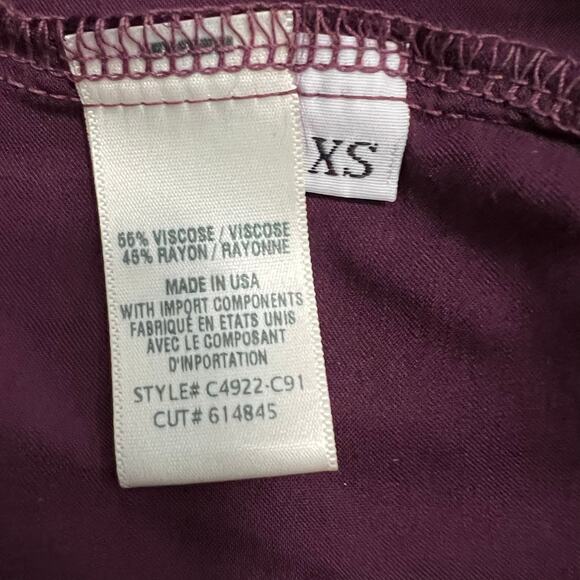 XS
55% VISCOSE / VISCOSE
45% RAYON / RAYONNE
MADE IN USA
WITH IMPORT COMPONENTS
FABRIQUÉ EN ETATS UNIS
AVEC LE COMPOSANT
D'INPORTATION
STYLE# C4922-C91
CUT# 614845